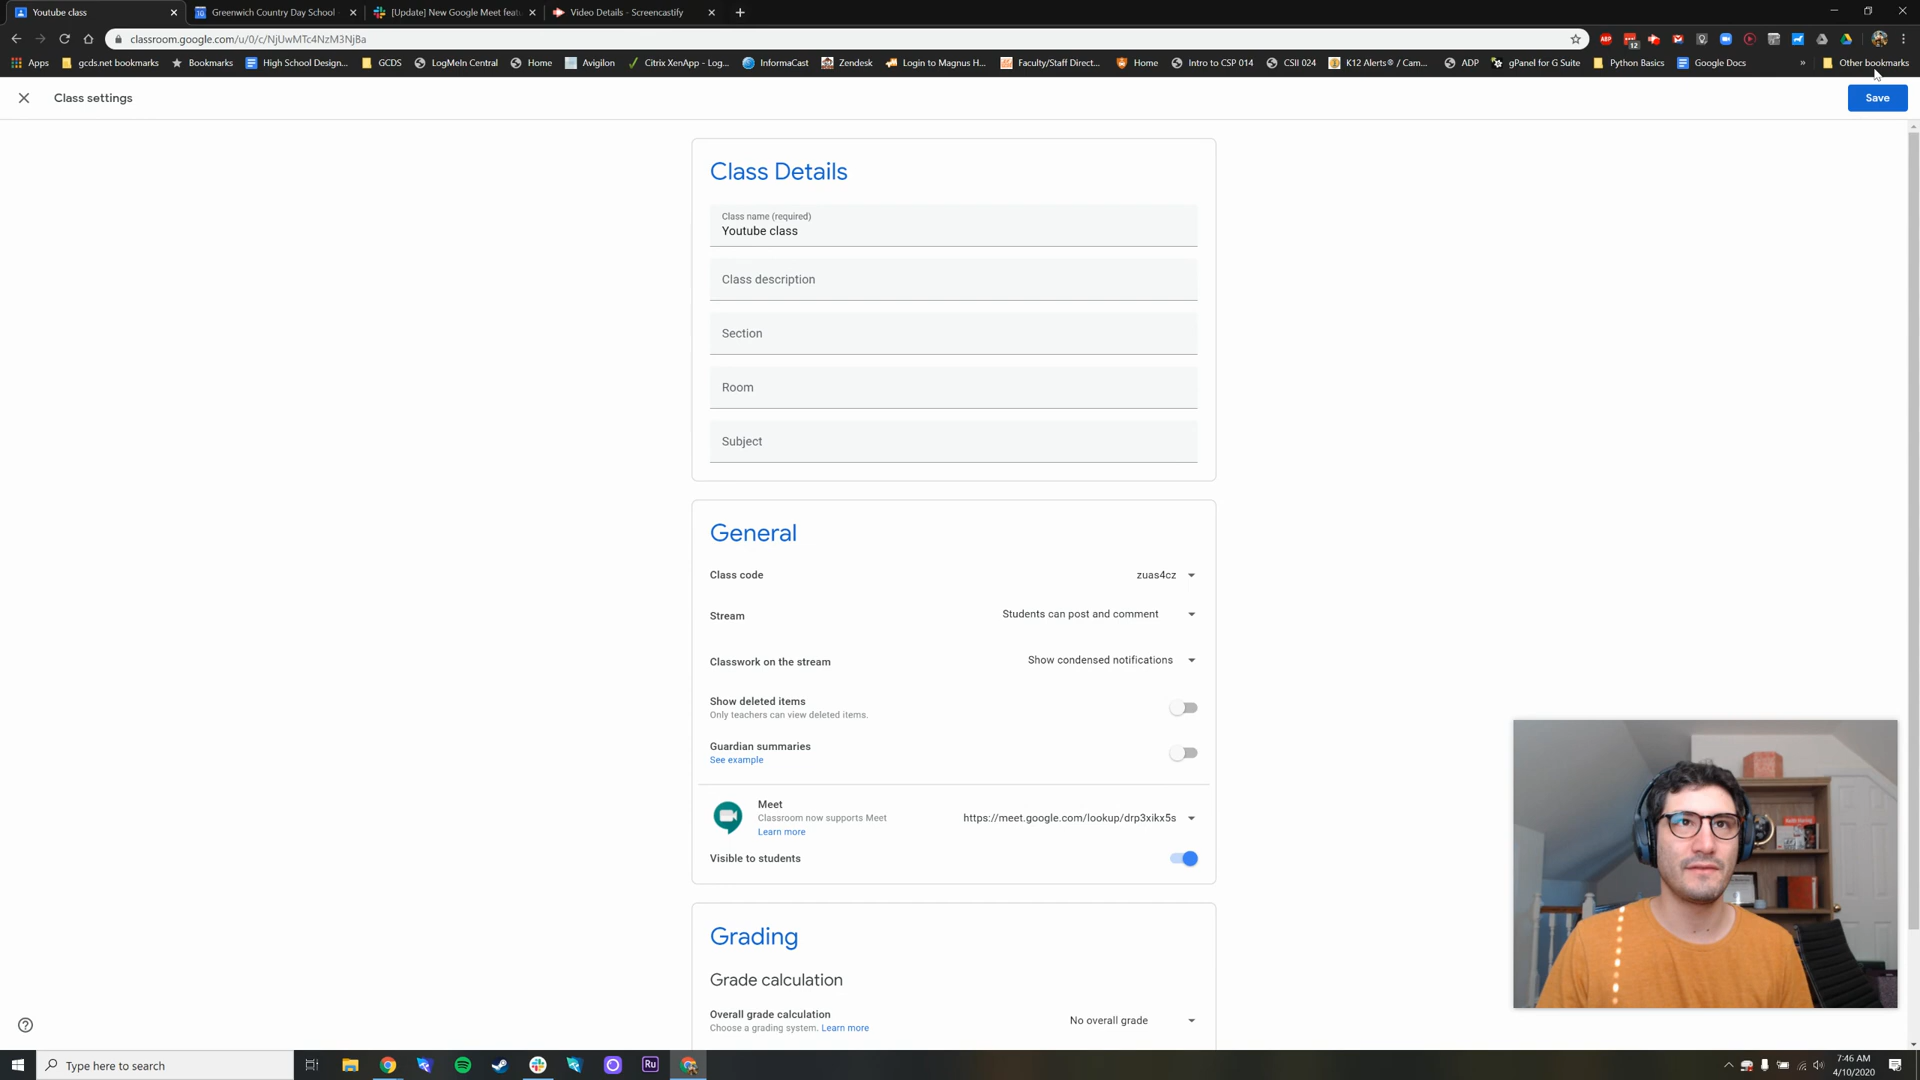 Youtube class
Greenwich Country Day School
[Update] New Google Meet feat
Video Details - Screencastify
classroom.google.com/u/0/c/NjUwMTc4NzM3NjBa
Apps
gcds.net bookmarks
Bookmarks
High School Design...
GCDS
LogMeIn Central
Home
Avigilon
Citrix XenApp - Log...
InformaCast
Zendesk
Login to Magnus H...
Faculty/Staff Direct...
Home
Intro to CSP 014
CSII 024
K12 Alerts® / Cam...
ADP
gPanel for G Suite
Python Basics
Google Docs
»
Other bookmarks
Class settings
Save
Class Details
Class name (required)
Youtube class
Class description
Section
Room
Subject
General
Class code
zuas4cz
Stream
Students can post and comment
Classwork on the stream
Show condensed notifications
Show deleted items
Only teachers can view deleted items.
Guardian summaries
See example
Meet
Classroom now supports Meet
Learn more
https://meet.google.com/lookup/drp3xikx5s
Visible to students
Grading
Grade calculation
Overall grade calculation
Choose a grading system. Learn more
No overall grade
Type here to search
Ru
7:46 AM
4/10/2020